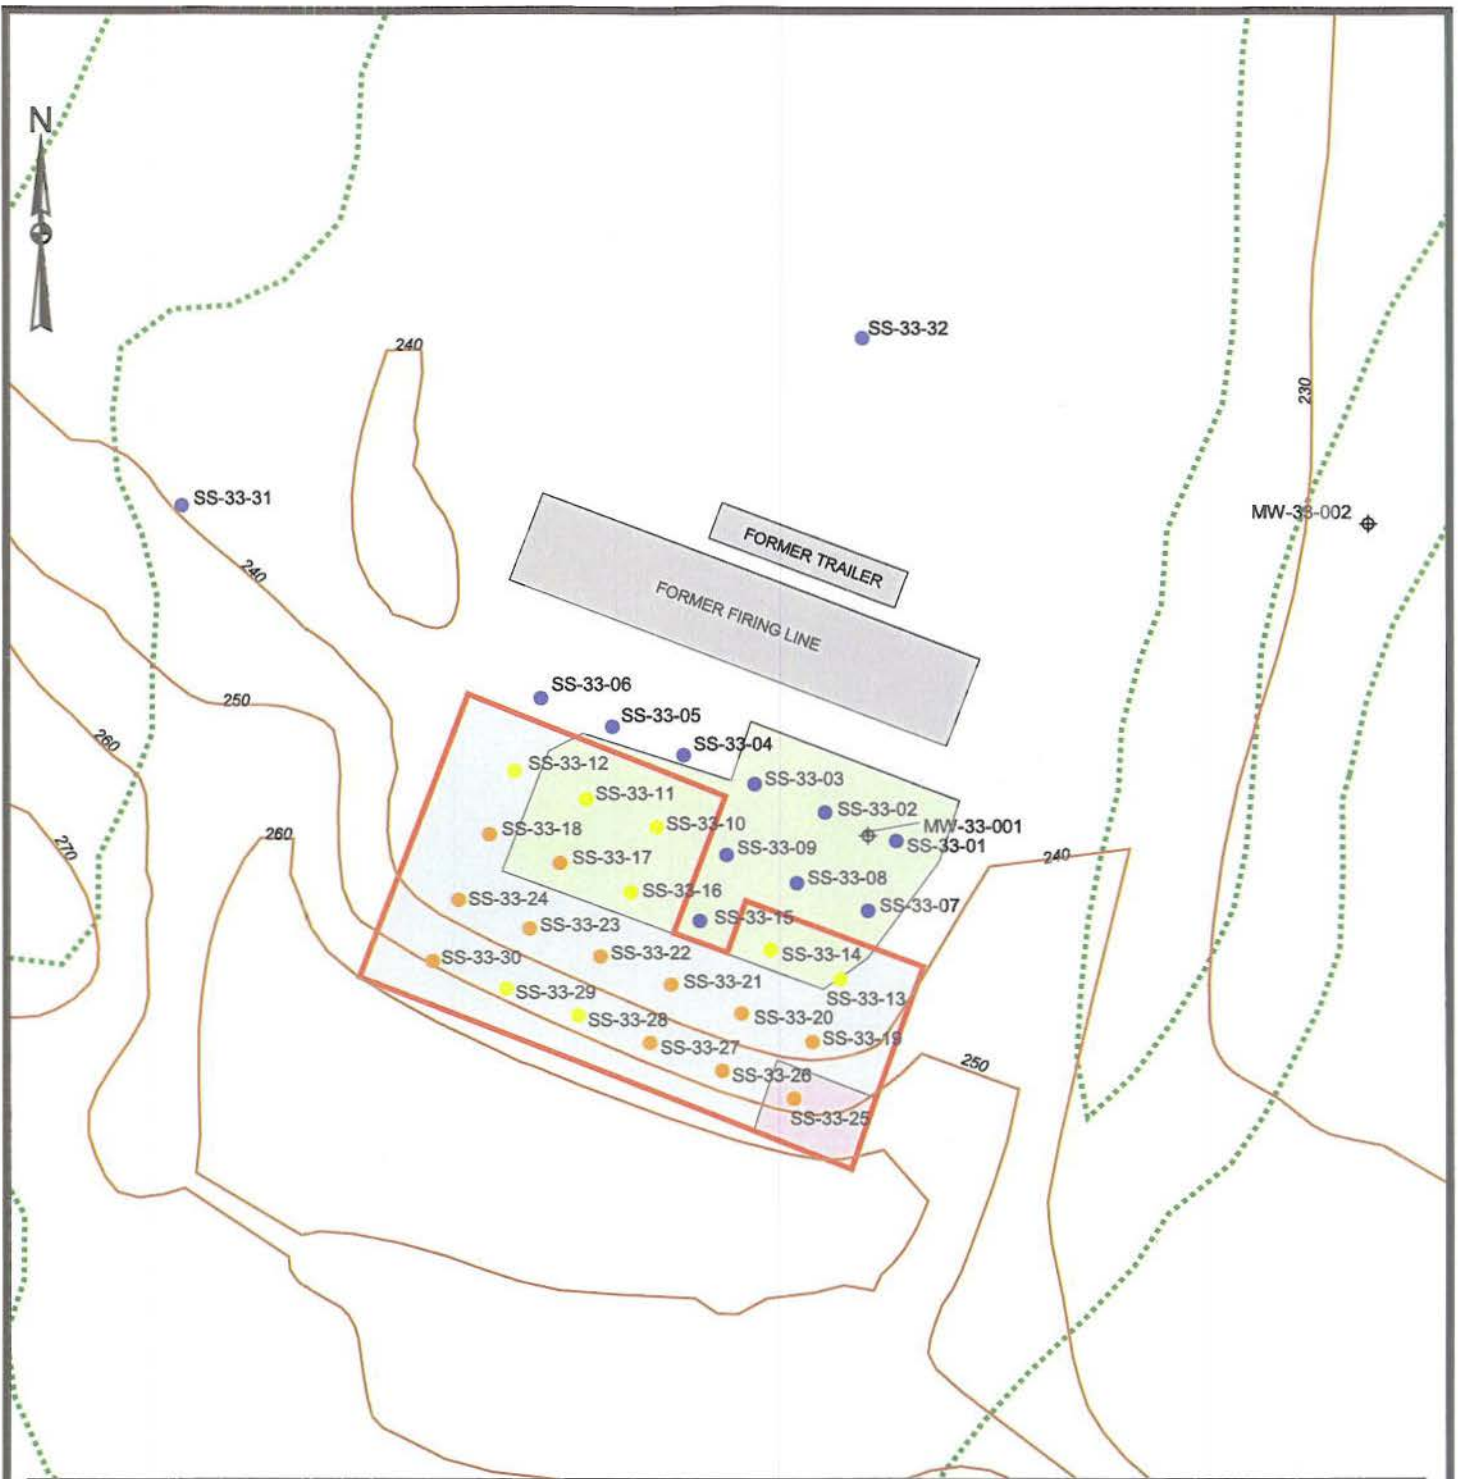 N
SS-33-32
240
230
SS-33-31
MW-33-002
FORMER TRAILER
240
FORMER FIRING LINE
SS-33-06
250
SS-33-05
260
SS-33-04
SS-33-12
SS-33-03
SS-33-11
SS-33-02
SS-33-10
MW-33-001
260
SS-33-18
270
SS-33-01
SS-33-09
240
SS-33-17
SS-33-08
SS-33-16
SS-33-24
SS-33-07
SS-33-15
SS-33-23
SS-33-14
SS-33-22
SS-33-30
SS-33-21
SS-33-29
SS-33-13
SS-33-20
SS-33-28
SS-33-19
SS-33-27
250
SS-33-26
SS-33-25